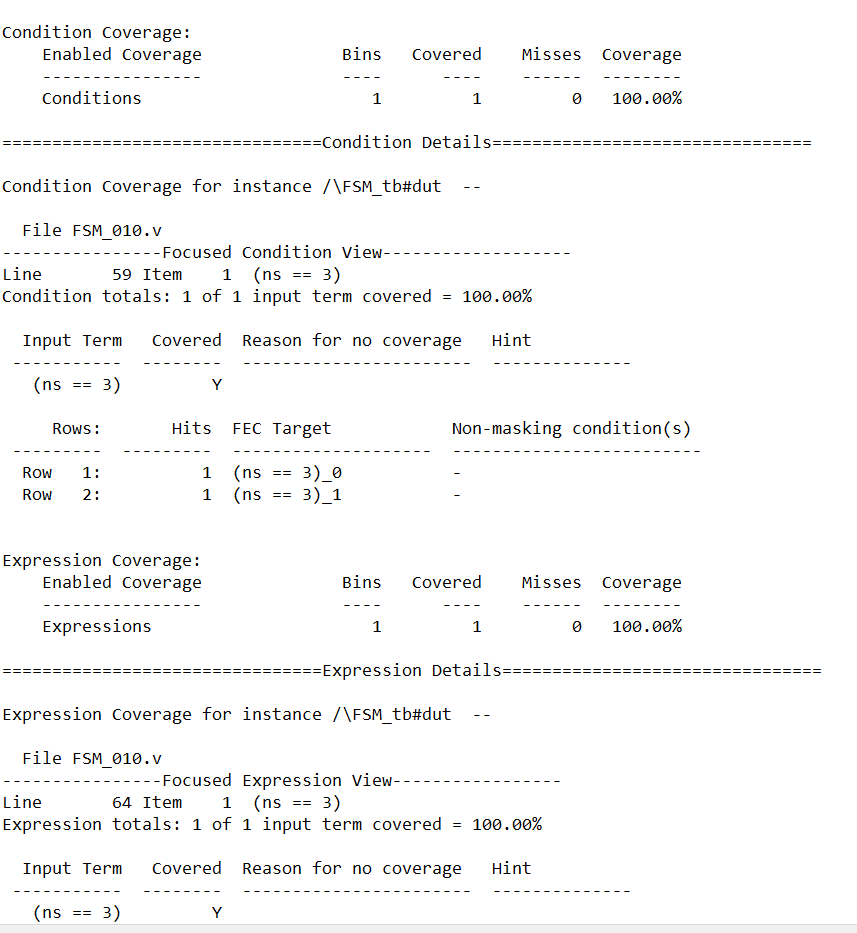 Condition Coverage:
    Enabled Coverage              Bins   Covered    Misses  Coverage
    ----------------              ----      ----    ------  --------
    Conditions                       1         1         0   100.00%

================================Condition Details================================

Condition Coverage for instance /\FSM_tb#dut  --

  File FSM_010.v
----------------Focused Condition View-------------------
Line       59 Item    1  (ns == 3)
Condition totals: 1 of 1 input term covered = 100.00%

  Input Term   Covered  Reason for no coverage   Hint
 -----------  --------  -----------------------  --------------
   (ns == 3)         Y

     Rows:       Hits  FEC Target            Non-masking condition(s)
 ---------  ---------  --------------------  -------------------------
  Row   1:          1  (ns == 3)_0           -
  Row   2:          1  (ns == 3)_1           -

Expression Coverage:
    Enabled Coverage              Bins   Covered    Misses  Coverage
    ----------------              ----      ----    ------  --------
    Expressions                      1         1         0   100.00%

================================Expression Details================================

Expression Coverage for instance /\FSM_tb#dut  --

  File FSM_010.v
----------------Focused Expression View-----------------
Line       64 Item    1  (ns == 3)
Expression totals: 1 of 1 input term covered = 100.00%

  Input Term   Covered  Reason for no coverage   Hint
 -----------  --------  -----------------------  --------------
   (ns == 3)         Y